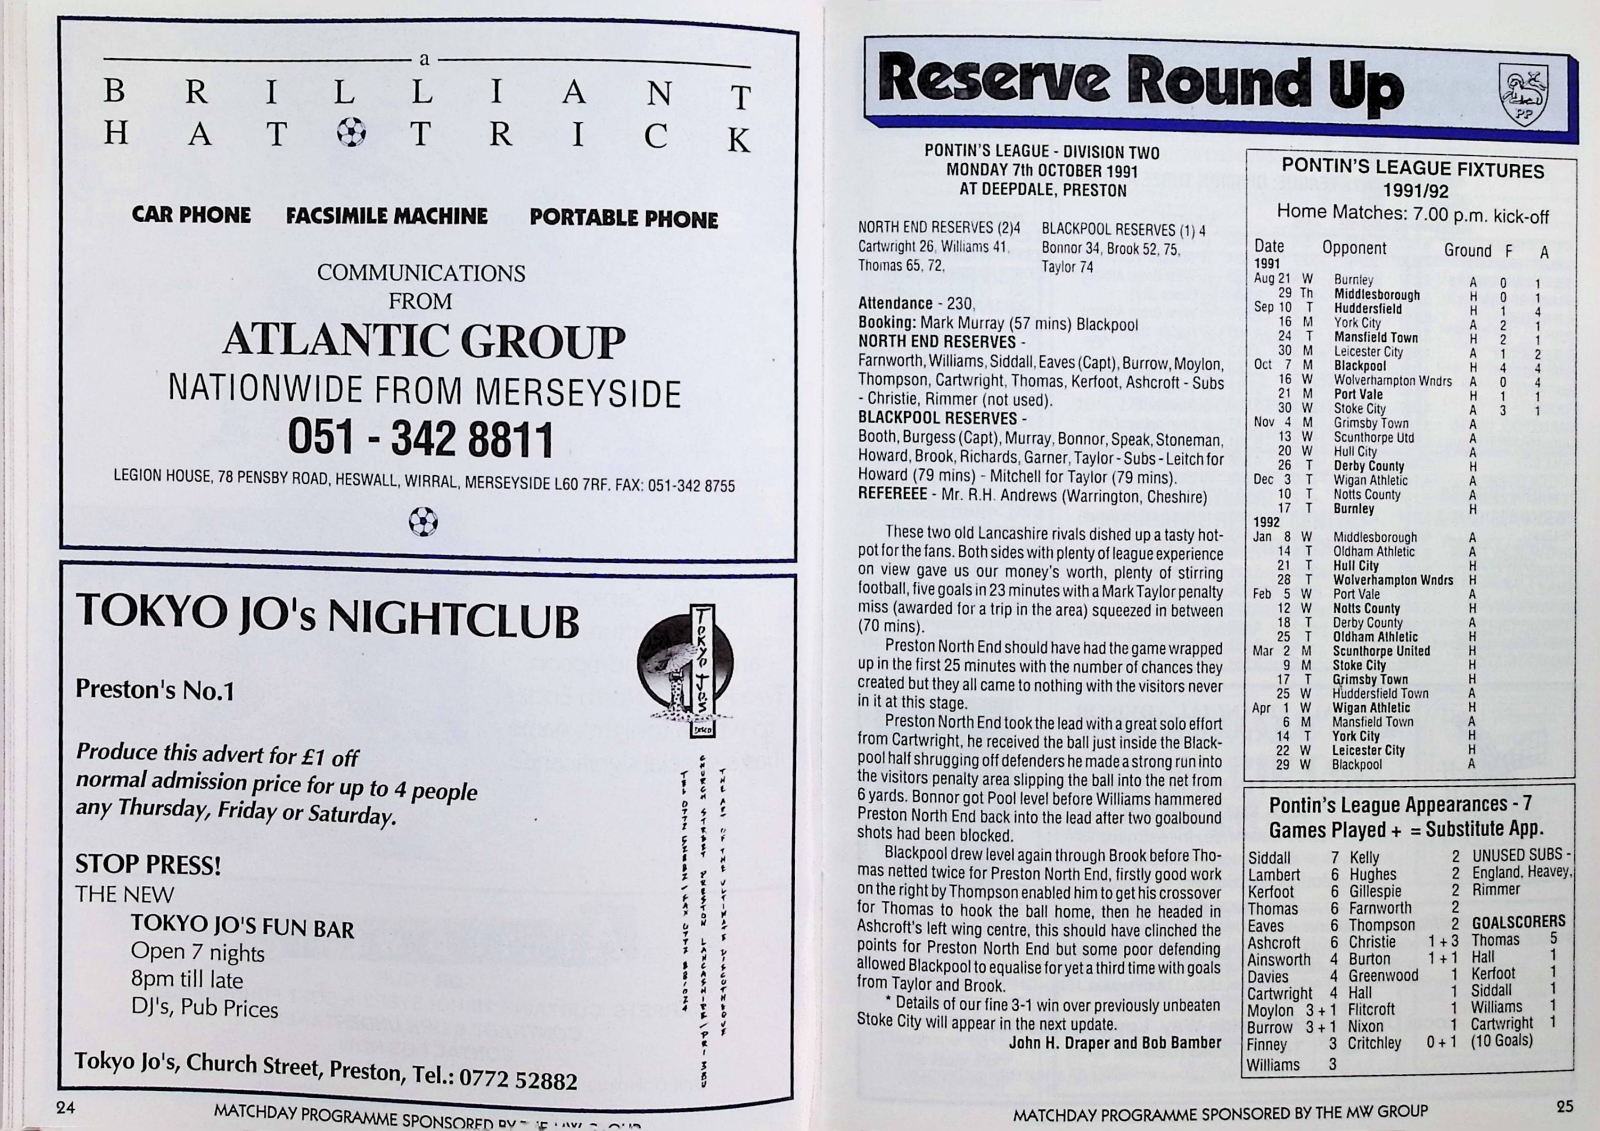 a
BRILLIANT
HAT TRICK
CAR PHONE FACSIMILE MACHINE PORTABLE PHONE
COMMUNICATIONS
FROM
ATLANTIC GROUP
NATIONWIDE FROM MERSEYSIDE
051 - 342 8811
LEGION HOUSE, 78 PENSBY ROAD, HESWALL, WIRRAL, MERSEYSIDE L60 7RF. FAX: 051-342 8755
TOKYO JO's NIGHTCLUB
Preston's No.1
Produce this advert for £1 off
normal admission price for up to 4 people
any Thursday, Friday or Saturday.
STOP PRESS!
THE NEW
TOKYO JO'S FUN BAR
Open 7 nights
8pm till late
DJ's, Pub Prices
Tokyo Jo's, Church Street, Preston, Tel.: 0772 52882
TOKYO JO'S
DISCO
THE ART OF THE ULTIMATE DISCOTHEQUE
CHURCH STREET PRESTON LANCASHIRE/PR1 3BU
24
MATCHDAY PROGRAMME SPONSORED BY
Reserve Round Up
PP
PONTIN'S LEAGUE - DIVISION TWO
MONDAY 7th OCTOBER 1991
AT DEEPDALE, PRESTON
NORTH END RESERVES (2)4 BLACKPOOL RESERVES (1) 4
Cartwright 26, Williams 41, Bonnor 34, Brook 52, 75,
Thomas 65, 72, Taylor 74
Attendance - 230,
Booking: Mark Murray (57 mins) Blackpool
NORTH END RESERVES -
Farnworth, Williams, Siddall, Eaves (Capt), Burrow, Moylon,
Thompson, Cartwright, Thomas, Kerfoot, Ashcroft - Subs
- Christie, Rimmer (not used).
BLACKPOOL RESERVES -
Booth, Burgess (Capt), Murray, Bonnor, Speak, Stoneman,
Howard, Brook, Richards, Garner, Taylor - Subs - Leitch for
Howard (79 mins) - Mitchell for Taylor (79 mins).
REFEREEE - Mr. R.H. Andrews (Warrington, Cheshire)
These two old Lancashire rivals dished up a tasty hot-
pot for the fans. Both sides with plenty of league experience
on view gave us our money's worth, plenty of stirring
football, five goals in 23 minutes with a Mark Taylor penalty
miss (awarded for a trip in the area) squeezed in between
(70 mins).
Preston North End should have had the game wrapped
up in the first 25 minutes with the number of chances they
created but they all came to nothing with the visitors never
in it at this stage.
Preston North End took the lead with a great solo effort
from Cartwright, he received the ball just inside the Black-
pool half shrugging off defenders he made a strong run into
the visitors penalty area slipping the ball into the net from
6 yards. Bonnor got Pool level before Williams hammered
Preston North End back into the lead after two goalbound
shots had been blocked.
Blackpool drew level again through Brook before Tho-
mas netted twice for Preston North End, firstly good work
on the right by Thompson enabled him to get his crossover
for Thomas to hook the ball home, then he headed in
Ashcroft's left wing centre, this should have clinched the
points for Preston North End but some poor defending
allowed Blackpool to equalise for yet a third time with goals
from Taylor and Brook.
* Details of our fine 3-1 win over previously unbeaten
Stoke City will appear in the next update.
John H. Draper and Bob Bamber
PONTIN'S LEAGUE FIXTURES
1991/92
Home Matches: 7.00 p.m. kick-off
Date Opponent Ground F A
1991
Aug 21 W Burnley A 0 1
29 Th Middlesborough H 0 1
Sep 10 T Huddersfield H 1 4
16 M York City A 2 1
24 T Mansfield Town H 2 1
30 M Leicester City A 1 2
Oct 7 M Blackpool H 4 4
16 W Wolverhampton Wndrs A 0 4
21 M Port Vale H 1 1
30 W Stoke City A 3 1
Nov 4 M Grimsby Town A
13 W Scunthorpe Utd A
20 W Hull City A
26 T Derby County H
Dec 3 T Wigan Athletic A
10 T Notts County A
17 T Burnley H
1992
Jan 8 W Middlesborough A
14 T Oldham Athletic A
21 T Hull City H
28 T Wolverhampton Wndrs H
Feb 5 W Port Vale A
12 W Notts County H
18 T Derby County A
25 T Oldham Athletic H
Mar 2 M Scunthorpe United H
9 M Stoke City H
17 T Grimsby Town H
25 W Huddersfield Town A
Apr 1 W Wigan Athletic H
6 M Mansfield Town A
14 T York City H
22 W Leicester City H
29 W Blackpool A
Pontin's League Appearances - 7
Games Played + = Substitute App.
Siddall 7 Kelly 2 UNUSED SUBS -
Lambert 6 Hughes 2 England, Heavey,
Kerfoot 6 Gillespie 2 Rimmer
Thomas 6 Farnworth 2
Eaves 6 Thompson 2 GOALSCORERS
Ashcroft 6 Christie 1 + 3 Thomas 5
Ainsworth 4 Burton 1 + 1 Hall 1
Davies 4 Greenwood 1 Kerfoot 1
Cartwright 4 Hall 1 Siddall 1
Moylon 3 + 1 Flitcroft 1 Williams 1
Burrow 3 + 1 Nixon 1 Cartwright 1
Finney 3 Critchley 0 + 1 (10 Goals)
Williams 3
MATCHDAY PROGRAMME SPONSORED BY THE MW GROUP
25